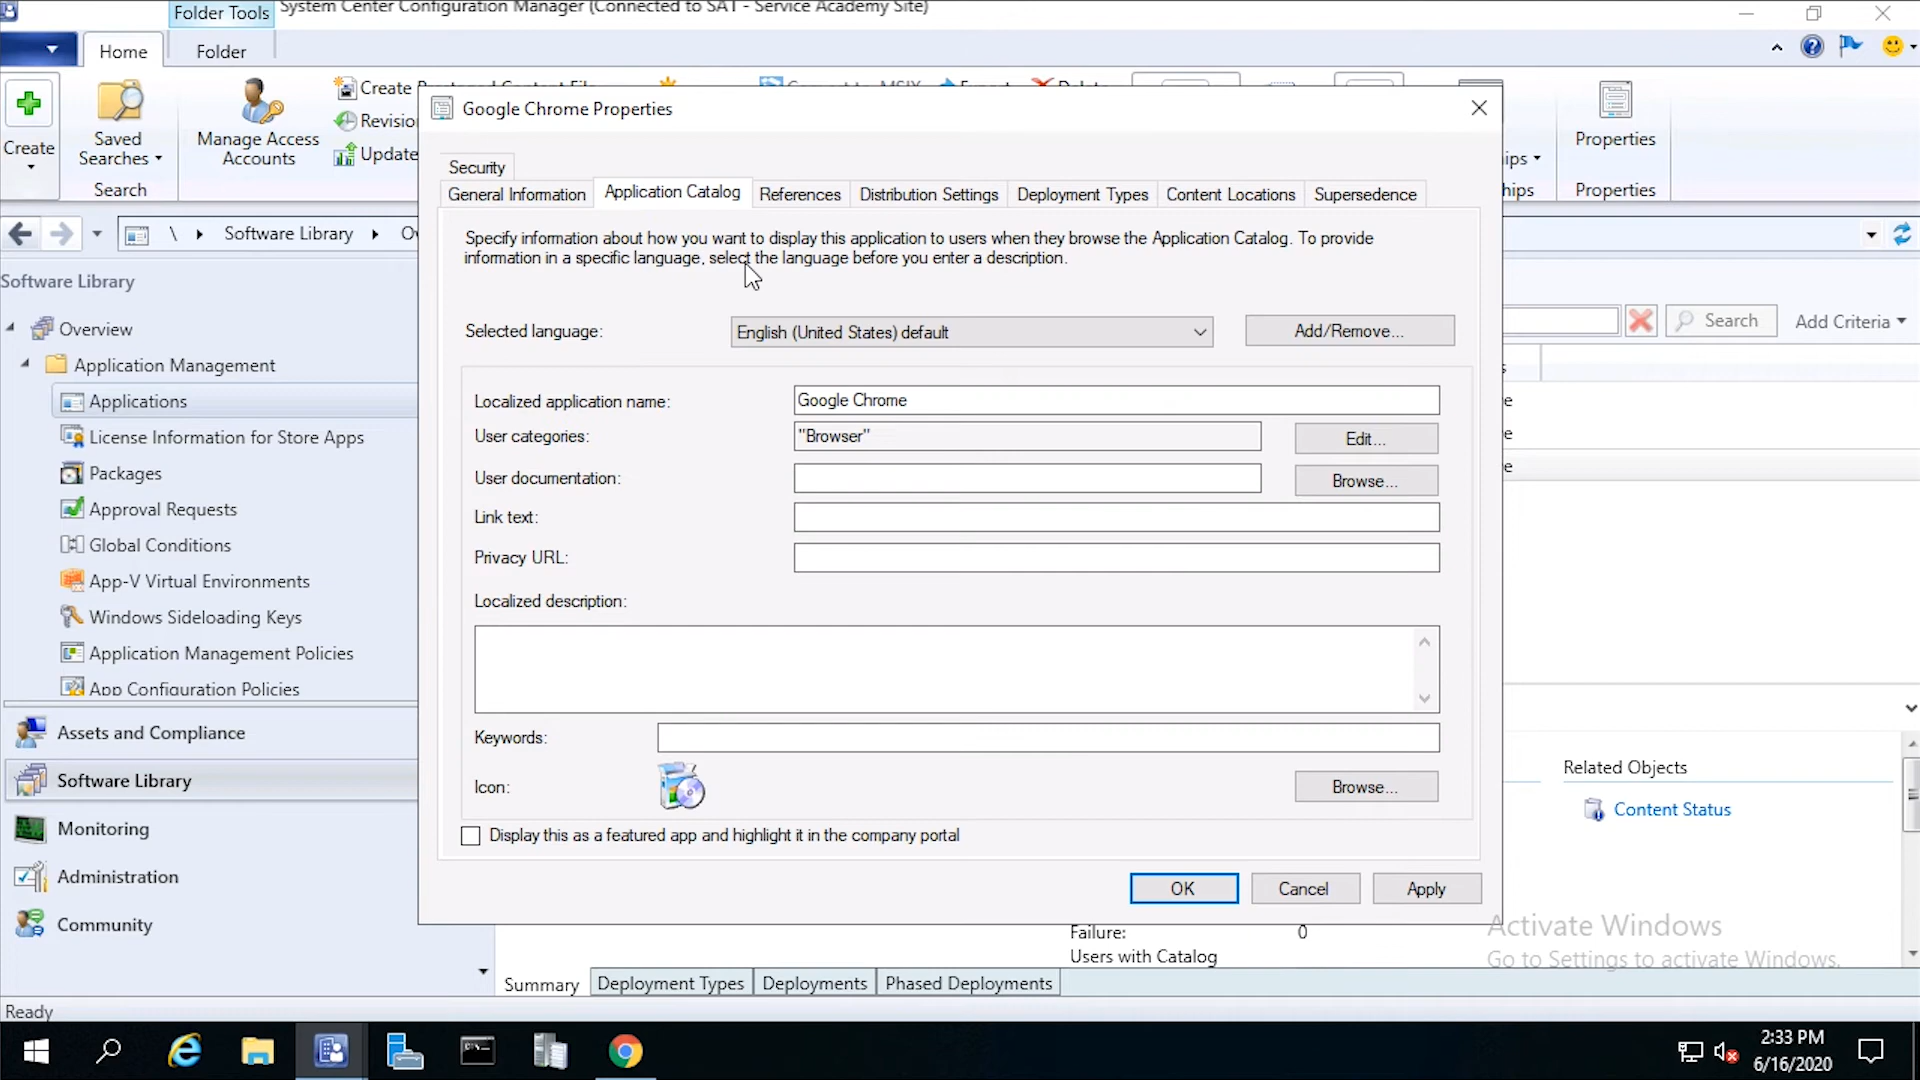 Folder Tools
System Center Configuration Manager (Connected to SAT - Service Academy Site)
Home
Folder
Create
Saved
Searches
Search
Manage Access
Accounts
Create
Revisio
Update
Export
Delete
Properties
Properties
Google Chrome Properties
Security
General Information
Application Catalog
References
Distribution Settings
Deployment Types
Content Locations
Supersedence
Specify information about how you want to display this application to users when they browse the Application Catalog. To provide
information in a specific language, select the language before you enter a description.
Selected language:
English (United States) default
Add/Remove...
Localized application name:
Google Chrome
User categories:
"Browser"
Edit...
User documentation:
Browse...
Link text:
Privacy URL:
Localized description:
Keywords:
Icon:
Browse...
Display this as a featured app and highlight it in the company portal
OK
Cancel
Apply
\ Software Library
Ov
Software Library
Overview
Application Management
Applications
License Information for Store Apps
Packages
Approval Requests
Global Conditions
App-V Virtual Environments
Windows Sideloading Keys
Application Management Policies
App Configuration Policies
Assets and Compliance
Software Library
Monitoring
Administration
Community
Search
Add Criteria
Related Objects
Content Status
Failure: 0
Users with Catalog
Activate Windows
Go to Settings to activate Windows.
Summary
Deployment Types
Deployments
Phased Deployments
Ready
2:33 PM
6/16/2020